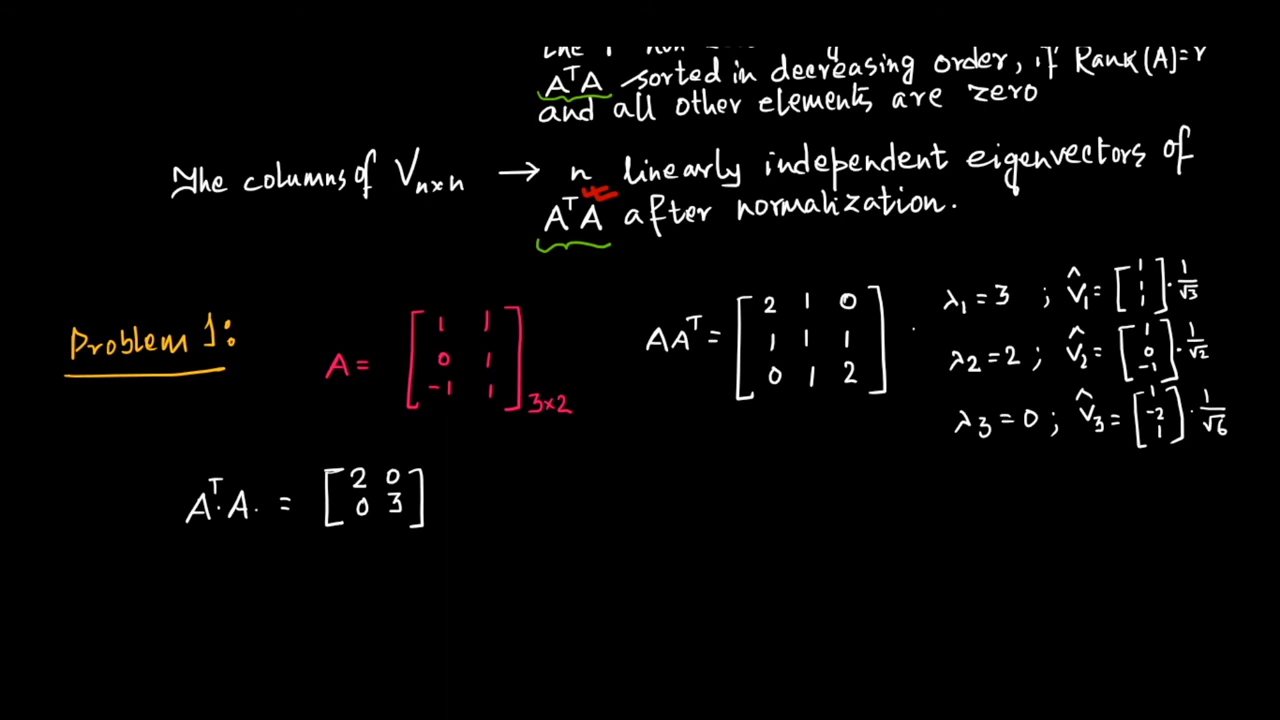 AᵀA sorted in decreasing order, if Rank(A)=r
and all other elements are zero
The columns of Vₙₓₙ → n linearly independent eigenvectors of
AᵀA after normalization.
Problem 1:
A = [1 1; 0 1; -1 1]3×2
AAᵀ = [2 1 0; 1 1 1; 0 1 2]
λ1 = 3 ; v̂1 = [1; 1; 1] · 1/√3
λ2 = 2 ; v̂2 = [1; 0; -1] · 1/√2
λ3 = 0 ; v̂3 = [1; -2; 1] · 1/√6
Aᵀ·A. = [2 0; 0 3]